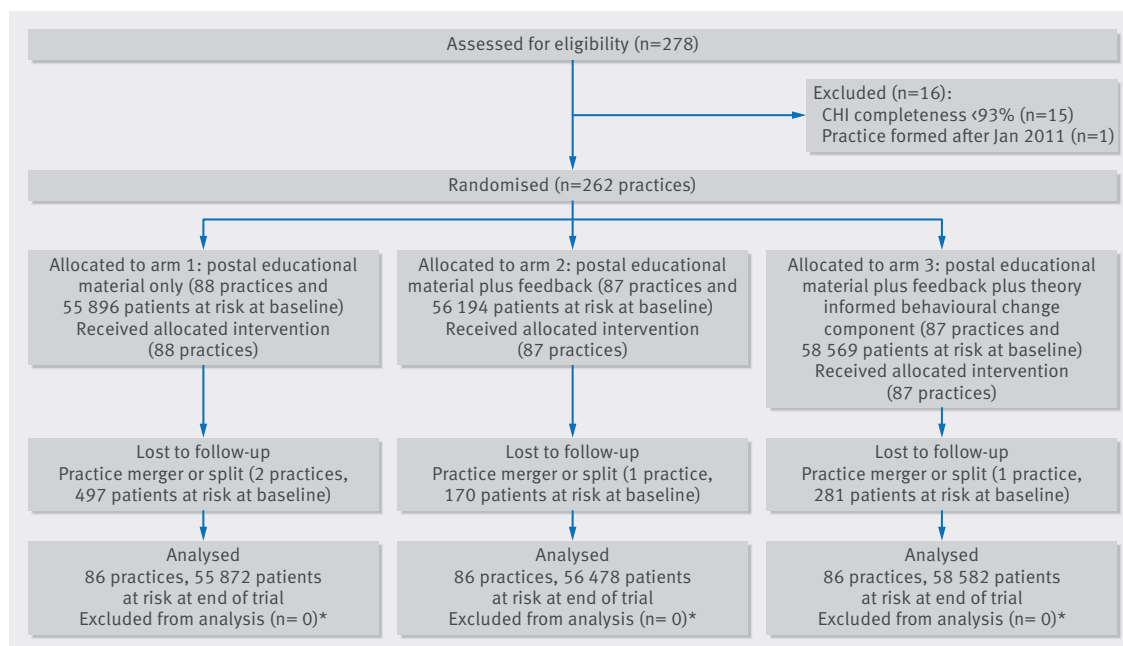 Assessed for eligibility (n=278)
Excluded (n=16):
CHI completeness <93% (n=15)
Practice formed after Jan 2011 (n=1)
Randomised (n=262 practices)
Allocated to arm 1: postal educational
material only (88 practices and
55 896 patients at risk at baseline)
Received allocated intervention
(88 practices)
Allocated to arm 2: postal educational
material plus feedback (87 practices and
56 194 patients at risk at baseline)
Received allocated intervention
(87 practices)
Allocated to arm 3: postal educational
material plus feedback plus theory
informed behavioural change
component (87 practices and
58 569 patients at risk at baseline)
Received allocated intervention
(87 practices)
Lost to follow-up
Practice merger or split (2 practices,
497 patients at risk at baseline)
Lost to follow-up
Practice merger or split (1 practice,
170 patients at risk at baseline)
Lost to follow-up
Practice merger or split (1 practice,
281 patients at risk at baseline)
Analysed
86 practices, 55 872 patients
at risk at end of trial
Excluded from analysis (n= 0)*
Analysed
86 practices, 56 478 patients
at risk at end of trial
Excluded from analysis (n= 0)*
Analysed
86 practices, 58 582 patients
at risk at end of trial
Excluded from analysis (n= 0)*